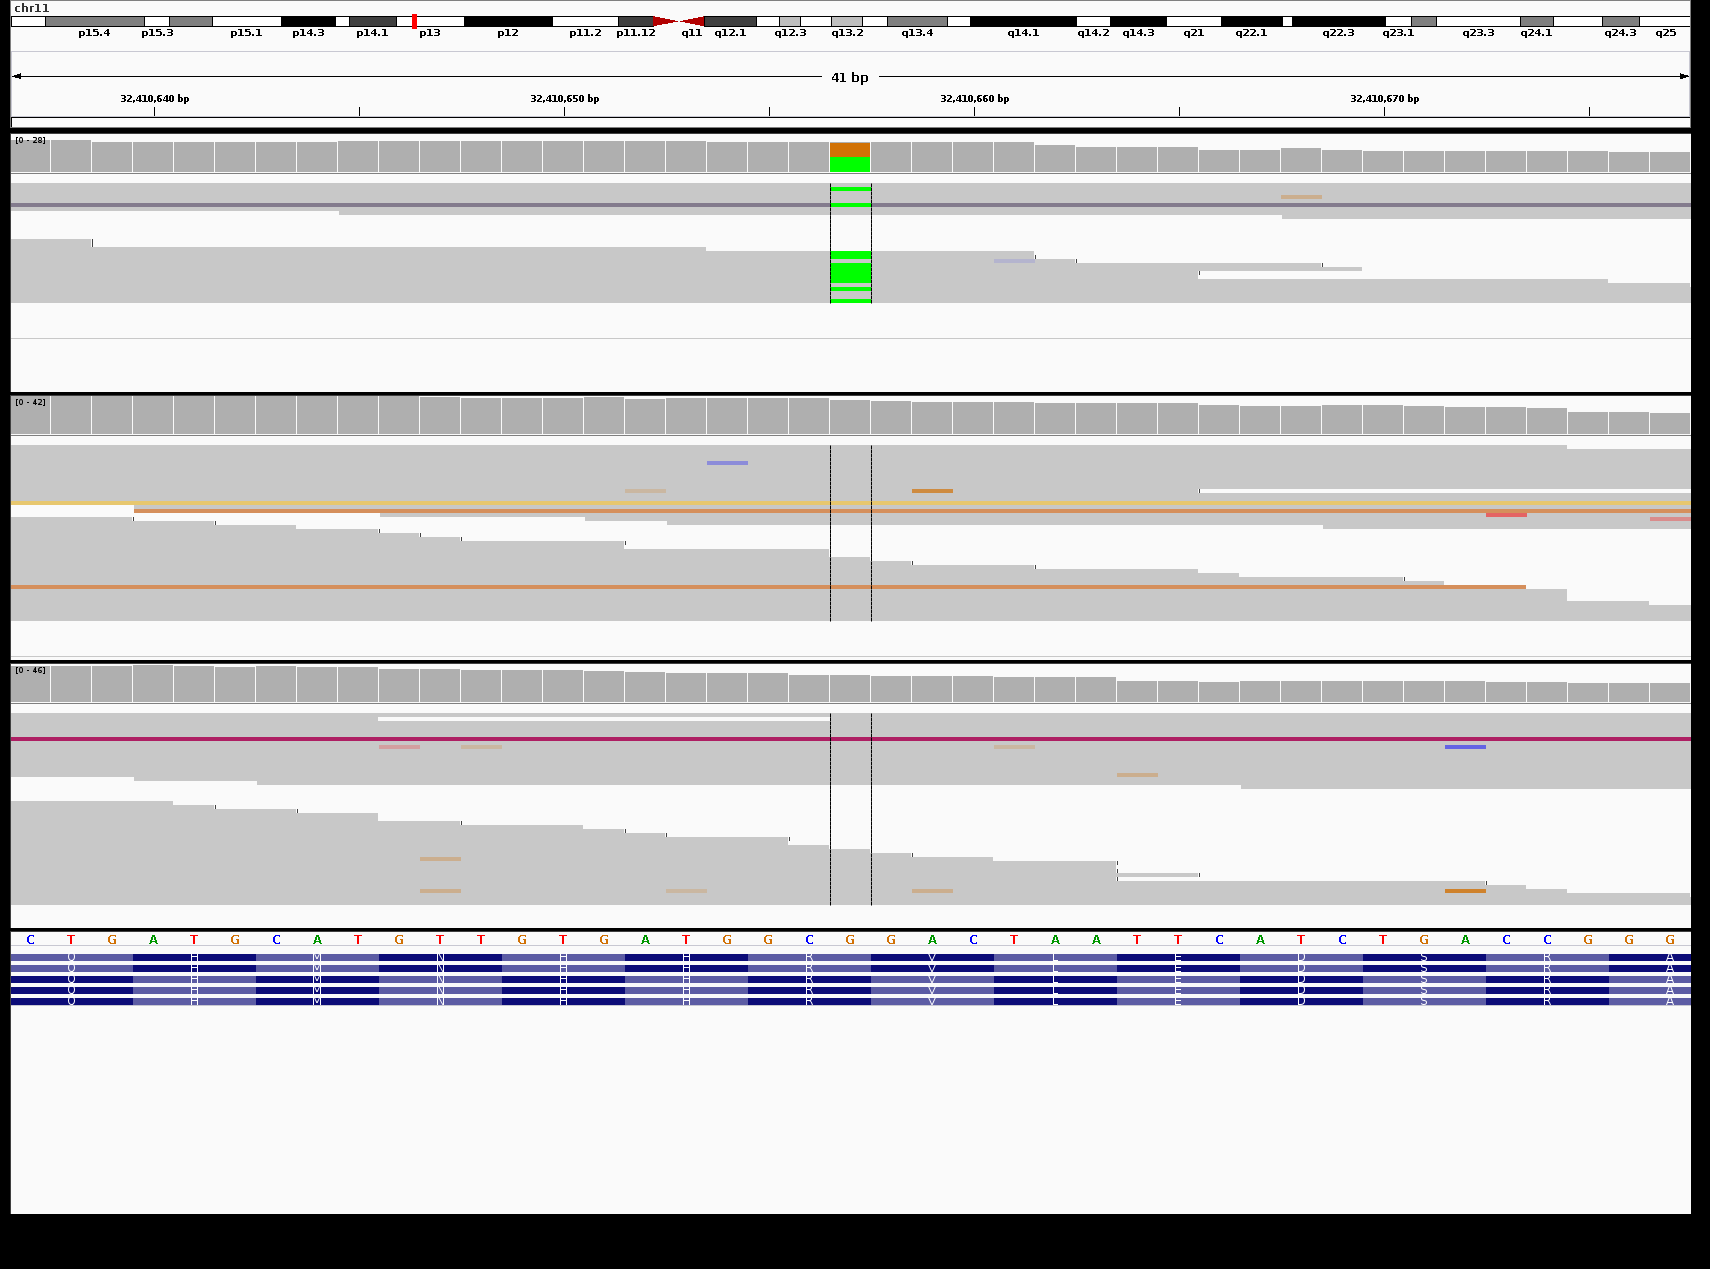 chr11
p15.4 p15.3 p15.1 p14.3 p14.1 p13 p12 p11.2 p11.12 q11 q12.1 q12.3 q13.2 q13.4 q14.1 q14.2 q14.3 q21 q22.1 q22.3 q23.1 q23.3 q24.1 q24.3 q25
41 bp
32,410,640 bp 32,410,650 bp 32,410,660 bp 32,410,670 bp
[0 - 28]
[0 - 42]
[0 - 46]
C T G A T G C A T G T T G T G A T G G C G G A C T A A T T C A T C T G A C C G G G
Q H M N H H R V L E D S R A
Q H M N H H R V L E D S R A
Q H M N H H R V L E D S R A
Q H M N H H R V L E D S R A
Q H M N H H R V L E D S R A